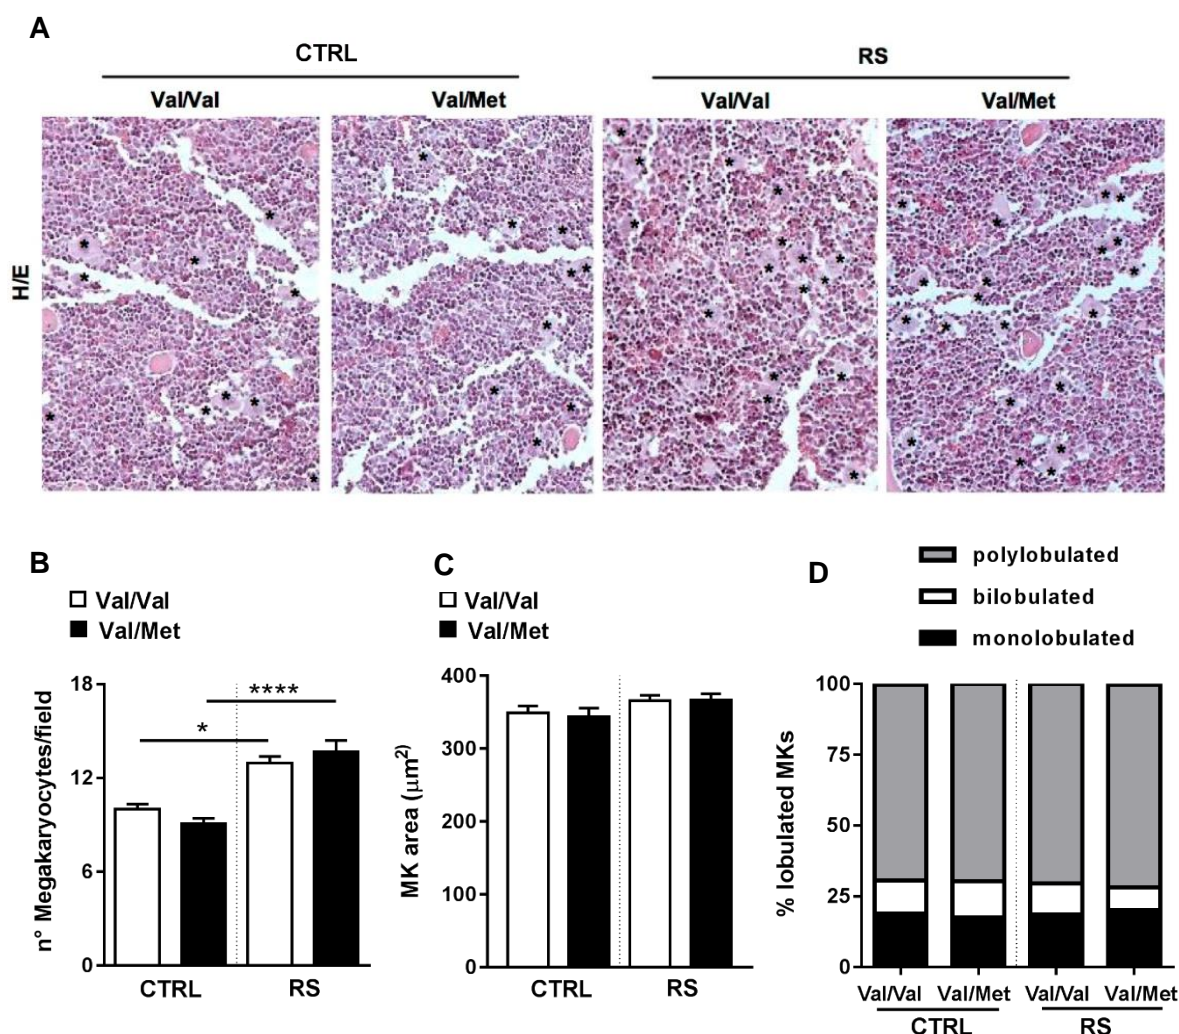 A
CTRL
RS
Val/Val
Val/Met
Val/Val
Val/Met
H/E
B
Val/Val
Val/Met
n° Megakaryocytes/field
18
12
6
0
*
****
CTRL
RS
C
Val/Val
Val/Met
MK area (μm²)
400
300
200
100
0
CTRL
RS
D
polylobulated
bilobulated
monolobulated
% lobulated MKs
100
75
50
25
0
Val/Val
Val/Met
Val/Val
Val/Met
CTRL
RS